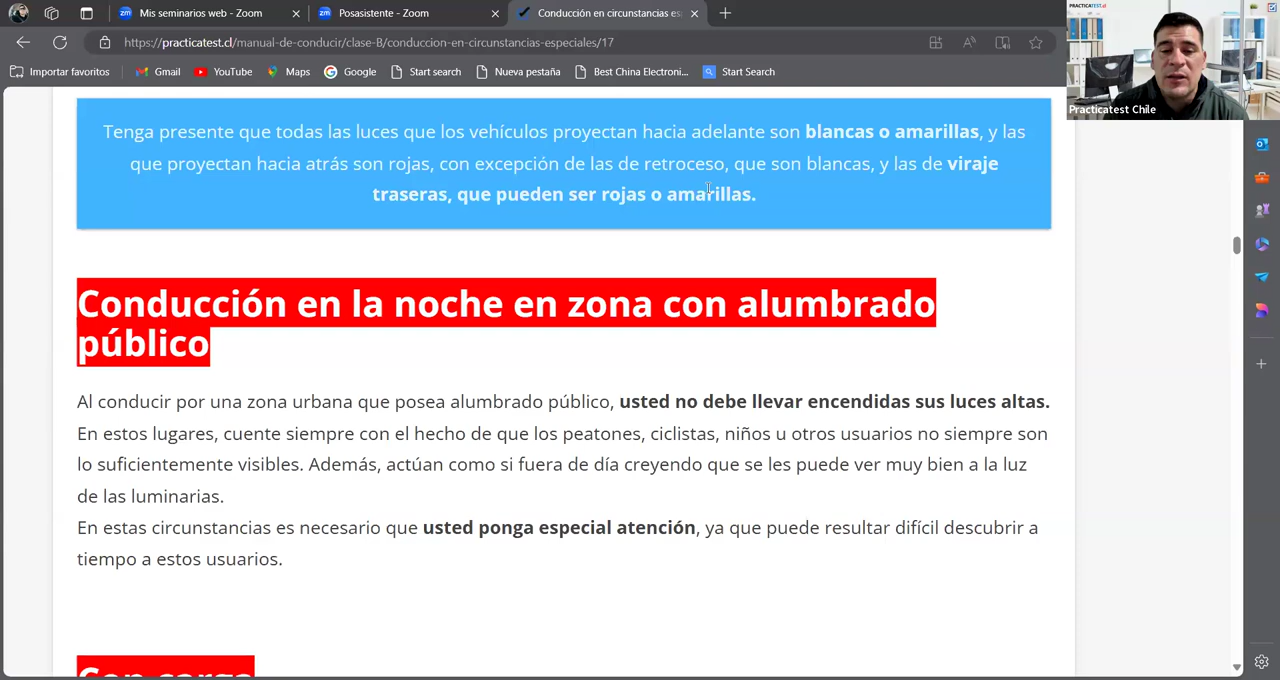 Mis seminarios web - Zoom
Posasistente - Zoom
Conducción en circunstancias es
https://practicatest.cl/manual-de-conducir/clase-B/conduccion-en-circunstancias-especiales/17
Importar favoritos
Gmail
YouTube
Maps
Google
Start search
Nueva pestaña
Best China Electroni...
Start Search
PRACTICATEST.CL
Practicatest Chile
Tenga presente que todas las luces que los vehículos proyectan hacia adelante son blancas o amarillas, y las
que proyectan hacia atrás son rojas, con excepción de las de retroceso, que son blancas, y las de viraje
traseras, que pueden ser rojas o amarillas.
Conducción en la noche en zona con alumbrado
público
Al conducir por una zona urbana que posea alumbrado público, usted no debe llevar encendidas sus luces altas.
En estos lugares, cuente siempre con el hecho de que los peatones, ciclistas, niños u otros usuarios no siempre son
lo suficientemente visibles. Además, actúan como si fuera de día creyendo que se les puede ver muy bien a la luz
de las luminarias.
En estas circunstancias es necesario que usted ponga especial atención, ya que puede resultar difícil descubrir a
tiempo a estos usuarios.
Con carga